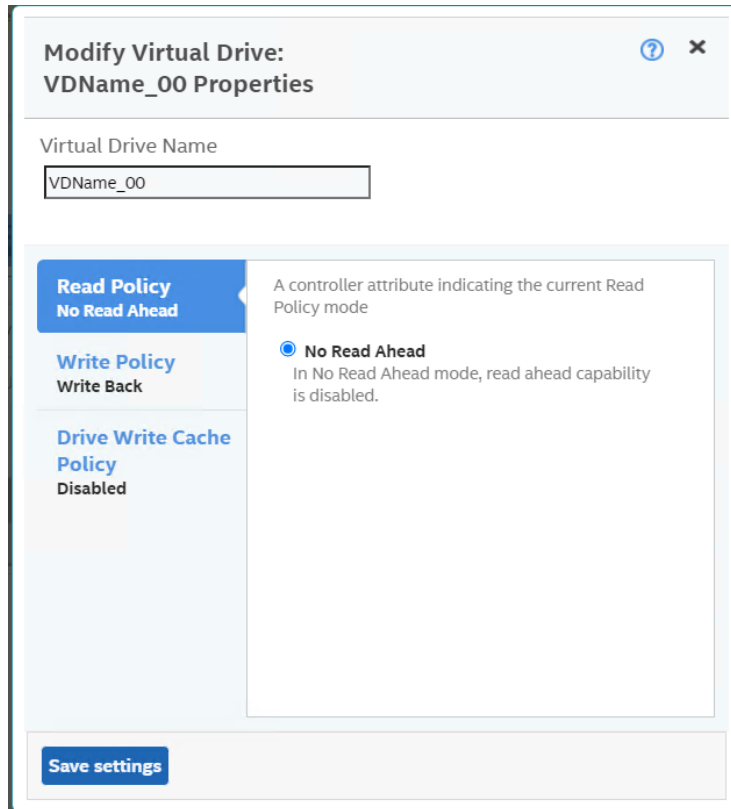 Modify Virtual Drive:
VDName_00 Properties
?
×
Virtual Drive Name
VDName_00
Read Policy
No Read Ahead
Write Policy
Write Back
Drive Write Cache
Policy
Disabled
A controller attribute indicating the current Read
Policy mode
No Read Ahead
In No Read Ahead mode, read ahead capability
is disabled.
Save settings